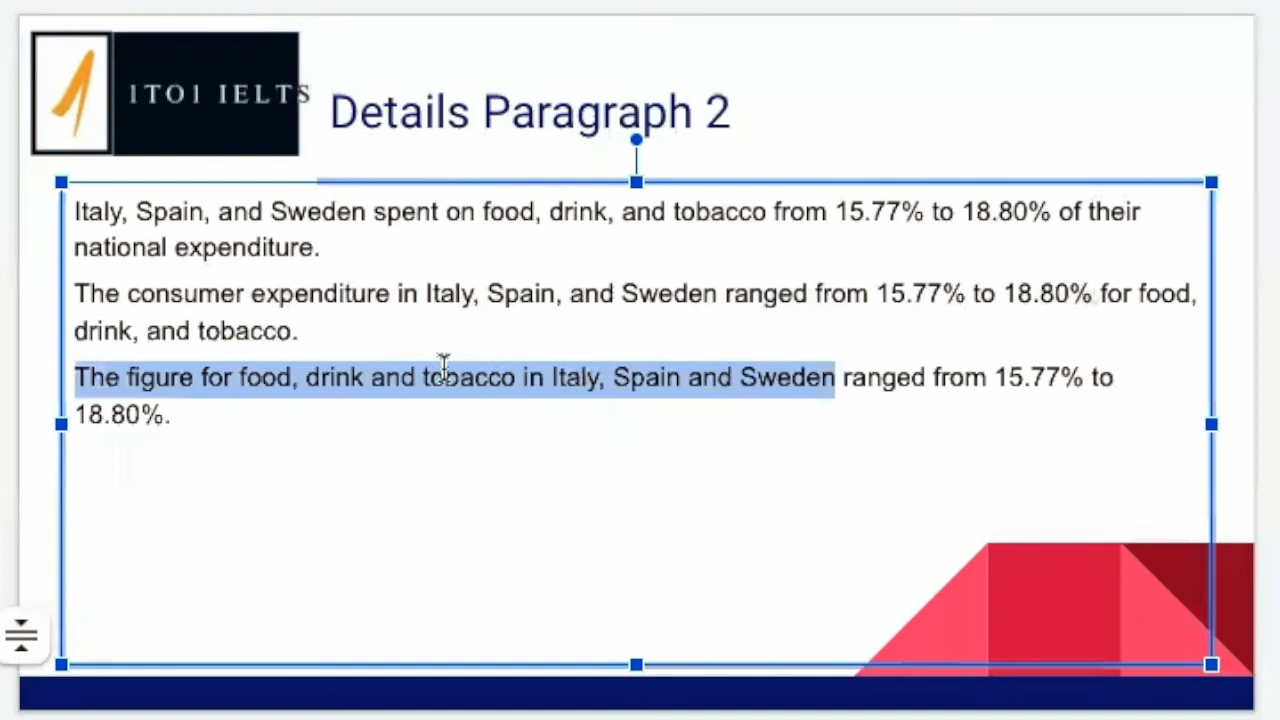 1TO1 IELTS
Details Paragraph 2
Italy, Spain, and Sweden spent on food, drink, and tobacco from 15.77% to 18.80% of their
national expenditure.
The consumer expenditure in Italy, Spain, and Sweden ranged from 15.77% to 18.80% for food,
drink, and tobacco.
The figure for food, drink and tobacco in Italy, Spain and Sweden ranged from 15.77% to
18.80%.